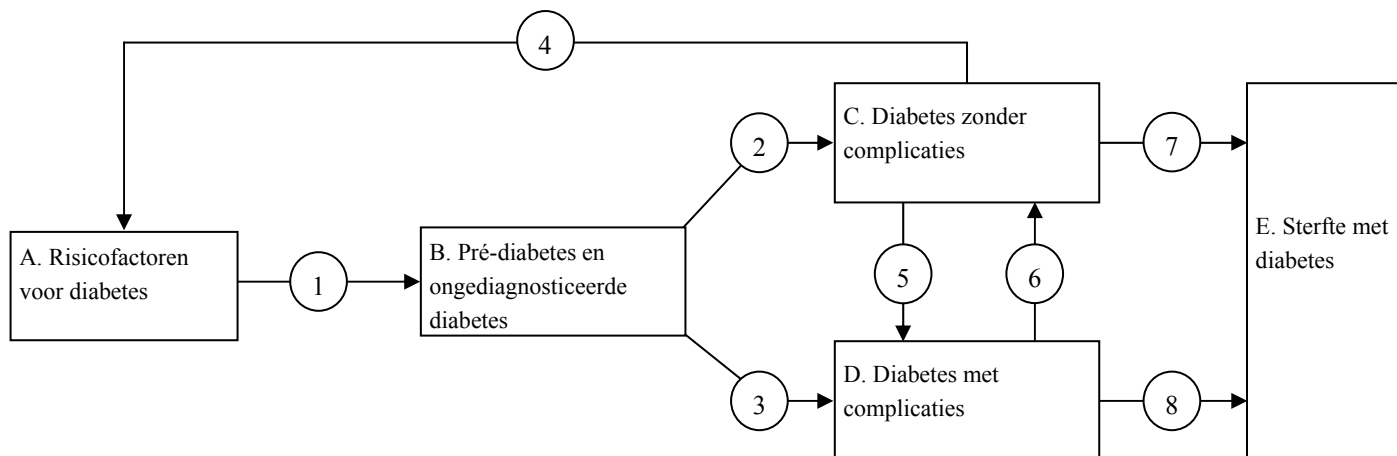 4
C. Diabetes zonder
complicaties
2
7
A. Risicofactoren
voor diabetes
1
B. Pré-diabetes en
ongediagnosticeerde
diabetes
5
6
E. Sterfte met
diabetes
3
D. Diabetes met
complicaties
8